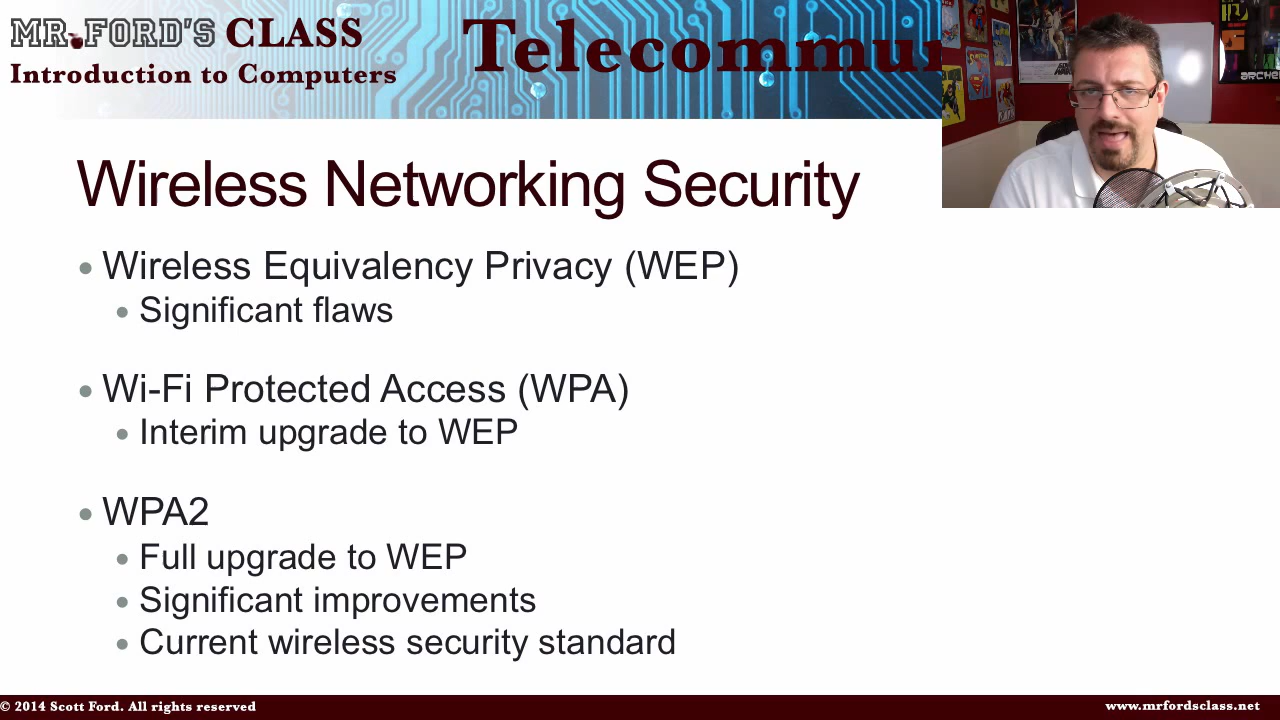 MR. FORD'S CLASS
Introduction to Computers
Telecommun
ARCHER
Wireless Networking Security
• Wireless Equivalency Privacy (WEP)
• Significant flaws
• Wi-Fi Protected Access (WPA)
• Interim upgrade to WEP
• WPA2
• Full upgrade to WEP
• Significant improvements
• Current wireless security standard
© 2014 Scott Ford. All rights reserved
www.mrfordsclass.net